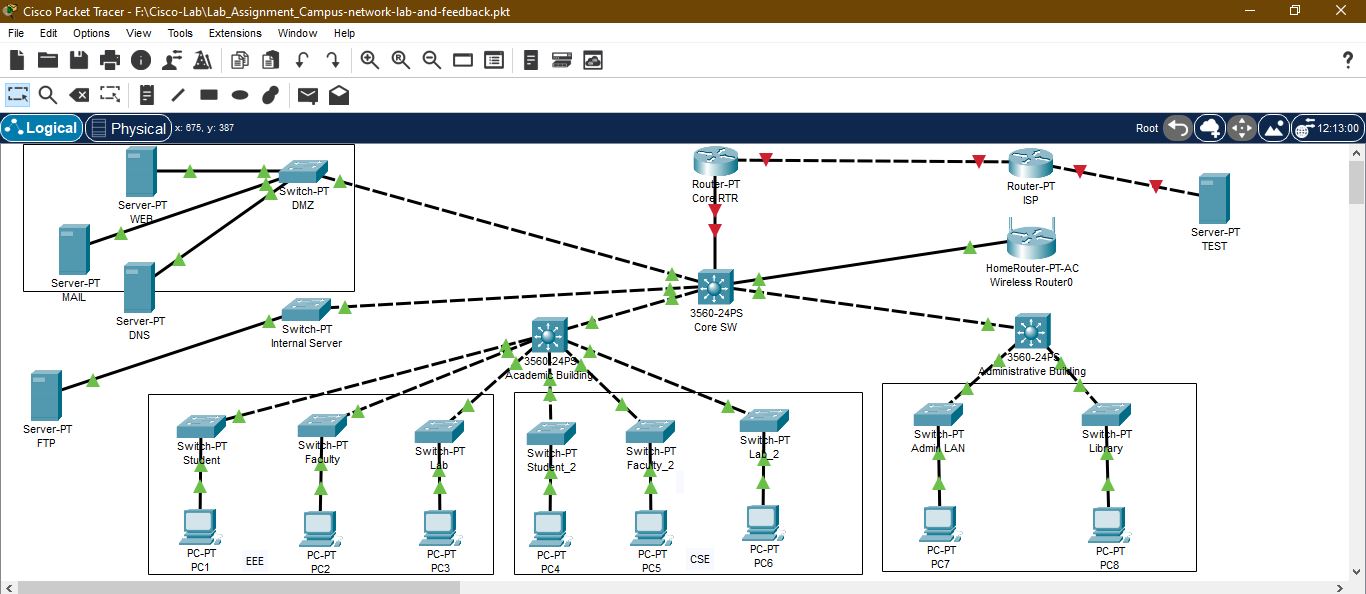 Cisco Packet Tracer - F:\Cisco-Lab\Lab_Assignment_Campus-network-lab-and-feedback.pkt
File Edit Options View Tools Extensions Window Help
Logical Physical x: 675, y: 387 Root 12:13:00
Server-PT
WEB
Switch-PT
DMZ
Server-PT
MAIL
Server-PT
DNS
Router-PT
Core RTR
Router-PT
ISP
Server-PT
TEST
HomeRouter-PT-AC
Wireless Router0
3560-24PS
Core SW
Switch-PT
Internal Server
Server-PT
FTP
3560-24PS
Academic Building
3560-24PS
Administrative Building
Switch-PT
Student
Switch-PT
Faculty
Switch-PT
Lab
Switch-PT
Student_2
Switch-PT
Faculty_2
Switch-PT
Lab_2
Switch-PT
Admin LAN
Switch-PT
Library
PC-PT
PC1
EEE
PC-PT
PC2
PC-PT
PC3
PC-PT
PC4
PC-PT
PC5
CSE
PC-PT
PC6
PC-PT
PC7
PC-PT
PC8